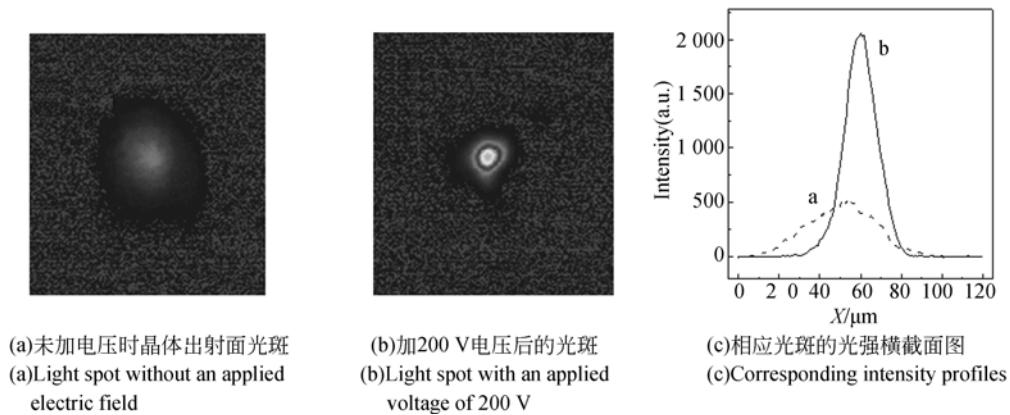 2 000
b
1 500
1 000
a
500
0
Intensity(a.u.)
0 2 0 40 60 80 100 120
X/μm
(a)未加电压时晶体出射面光斑
(a)Light spot without an applied
electric field
(b)加200 V电压后的光斑
(b)Light spot with an applied
voltage of 200 V
(c)相应光斑的光强横截面图
(c)Corresponding intensity profiles